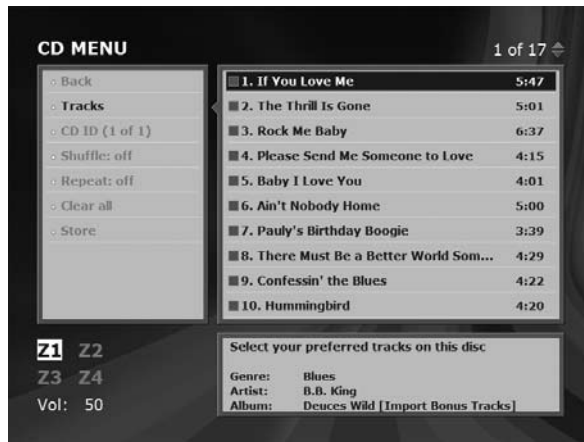 CD MENU
1 of 17
Back
Tracks
CD ID (1 of 1)
Shuffle: off
Repeat: off
Clear all
Store
1. If You Love Me 5:47
2. The Thrill Is Gone 5:01
3. Rock Me Baby 6:37
4. Please Send Me Someone to Love 4:15
5. Baby I Love You 4:01
6. Ain't Nobody Home 5:00
7. Pauly's Birthday Boogie 3:39
8. There Must Be a Better World Som... 4:29
9. Confessin' the Blues 4:22
10. Hummingbird 4:20
Z1 Z2
Z3 Z4
Vol: 50
Select your preferred tracks on this disc
Genre: Blues
Artist: B.B. King
Album: Deuces Wild [Import Bonus Tracks]